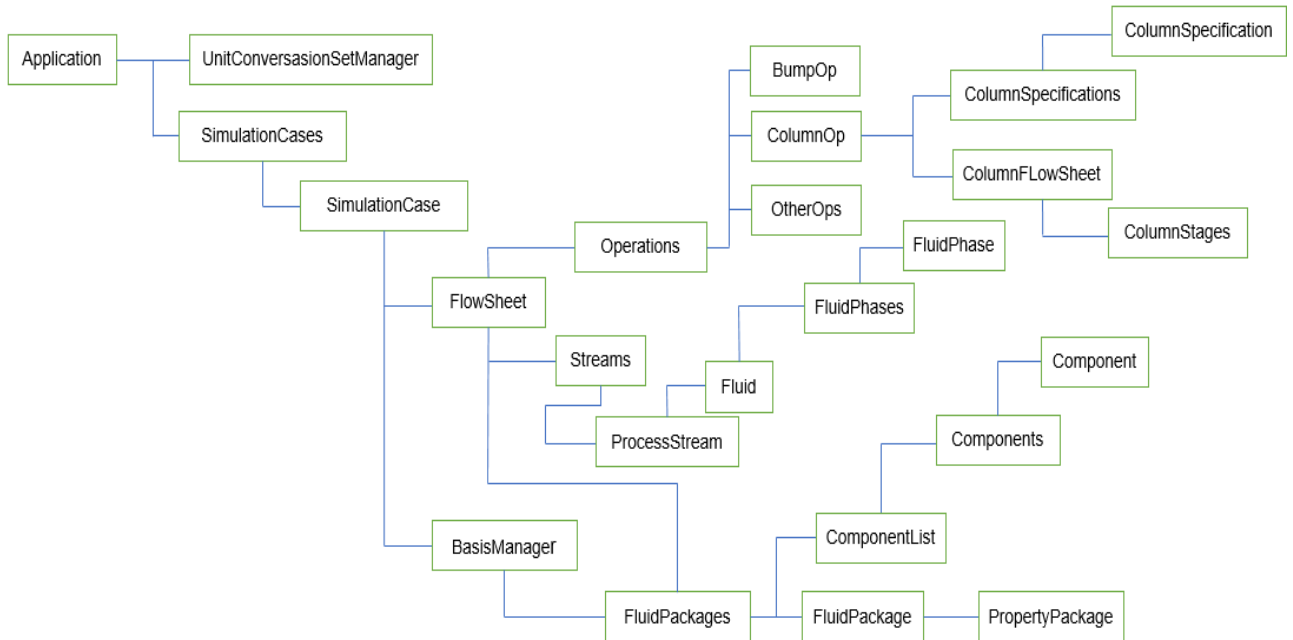 ColumnSpecification
Application
UnitConversasionSetManager
BumpOp
ColumnSpecifications
SimulationCases
ColumnOp
ColumnFLowSheet
SimulationCase
OtherOps
ColumnStages
Operations
FluidPhase
FlowSheet
FluidPhases
Streams
Component
Fluid
ProcessStream
Components
ComponentList
BasisManager
FluidPackages
FluidPackage
PropertyPackage